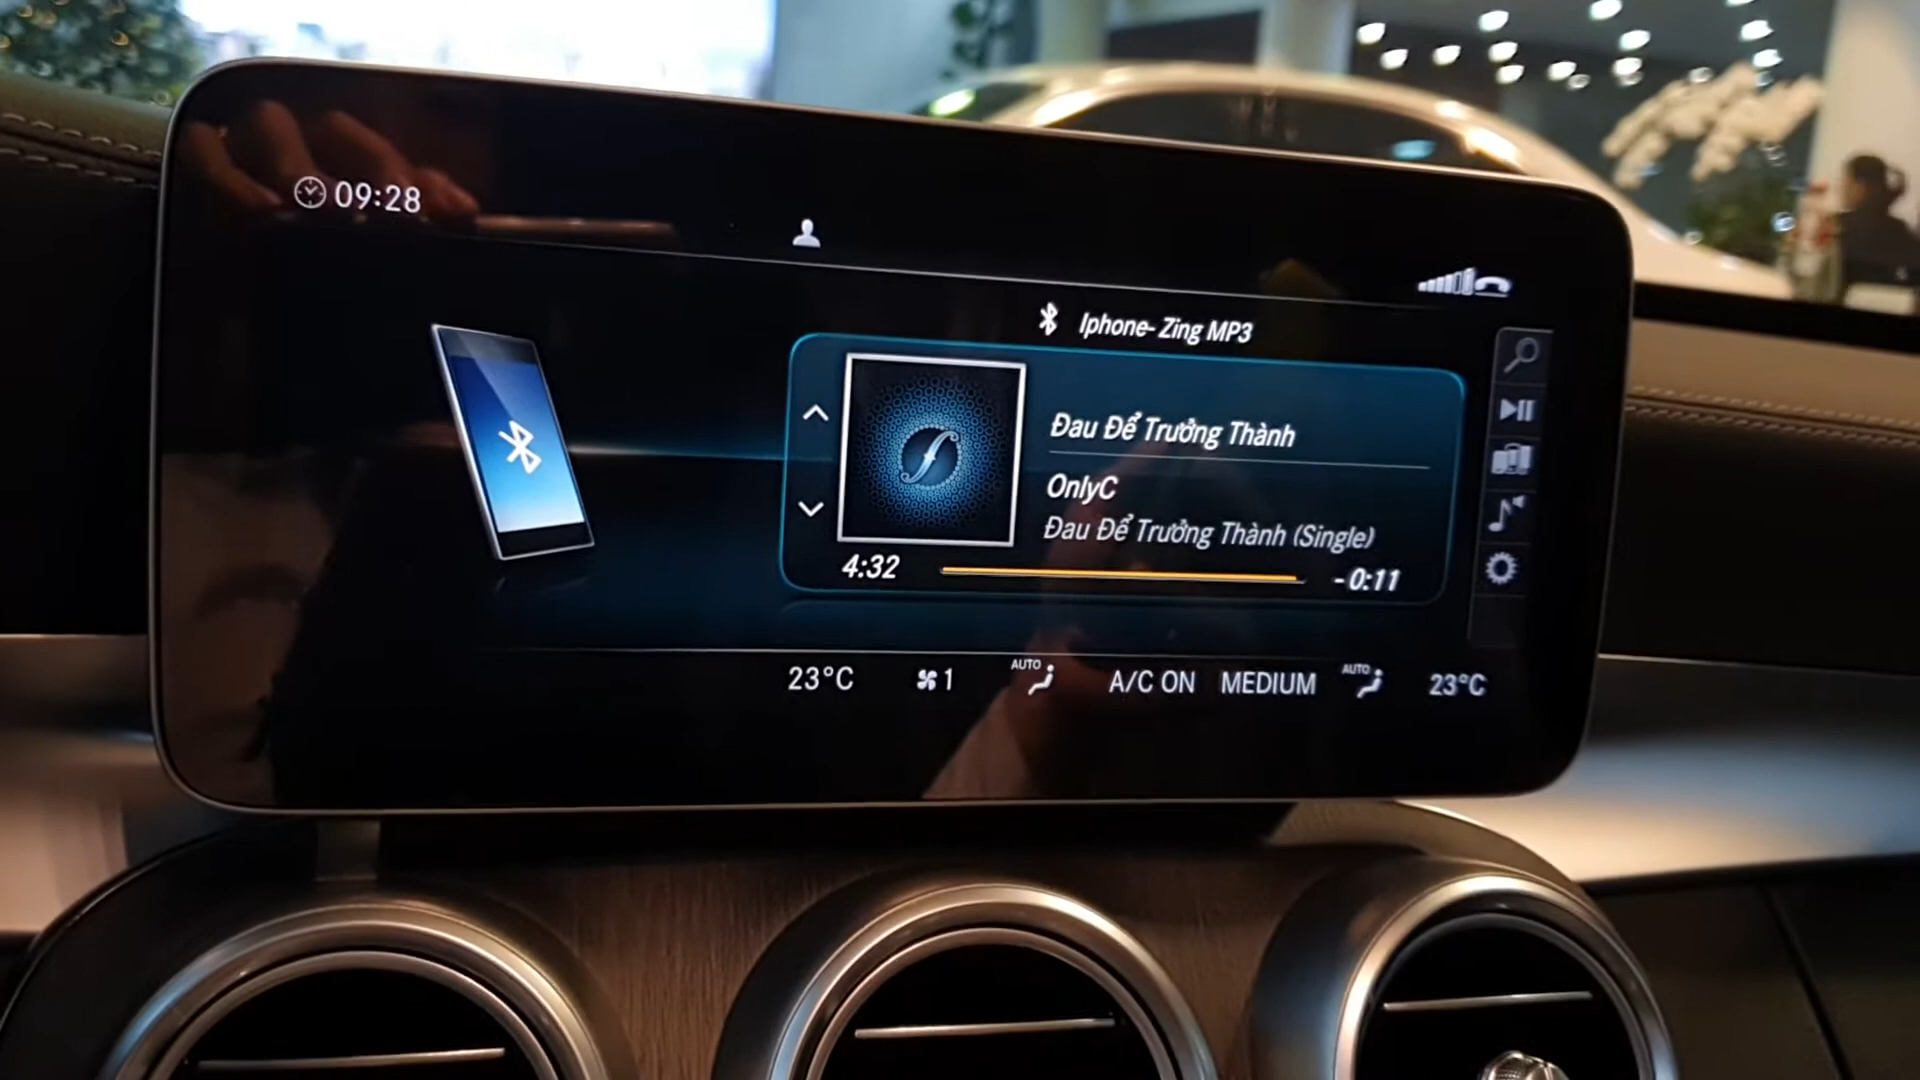 09:28
Iphone- Zing MP3
Đau Để Trưởng Thành
OnlyC
Đau Để Trưởng Thành (Single)
4:32 -0:11
23°C 1 AUTO A/C ON MEDIUM AUTO 23°C